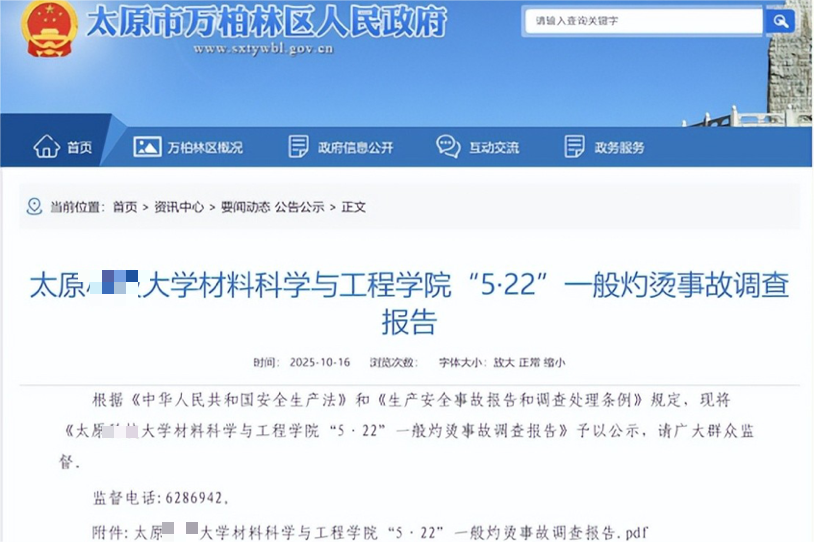 太原市万柏林区人民政府
www.sxtywbl.gov.cn
请输入查询关键字
首页 万柏林区概况 政府信息公开 互动交流 政务服务
当前位置: 首页 > 资讯中心 > 要闻动态 公告公示 > 正文
太原大学材料科学与工程学院“5·22”一般灼烫事故调查
报告
时间: 2025-10-16 浏览次数: 字体大小: 放大 正常 缩小
根据《中华人民共和国安全生产法》和《生产安全事故报告和调查处理条例》规定，现将
《太原大学材料科学与工程学院“5·22”一般灼烫事故调查报告》予以公示，请广大群众监
督。
监督电话: 6286942。
附件: 太原大学材料科学与工程学院“5·22”一般灼烫事故调查报告.pdf